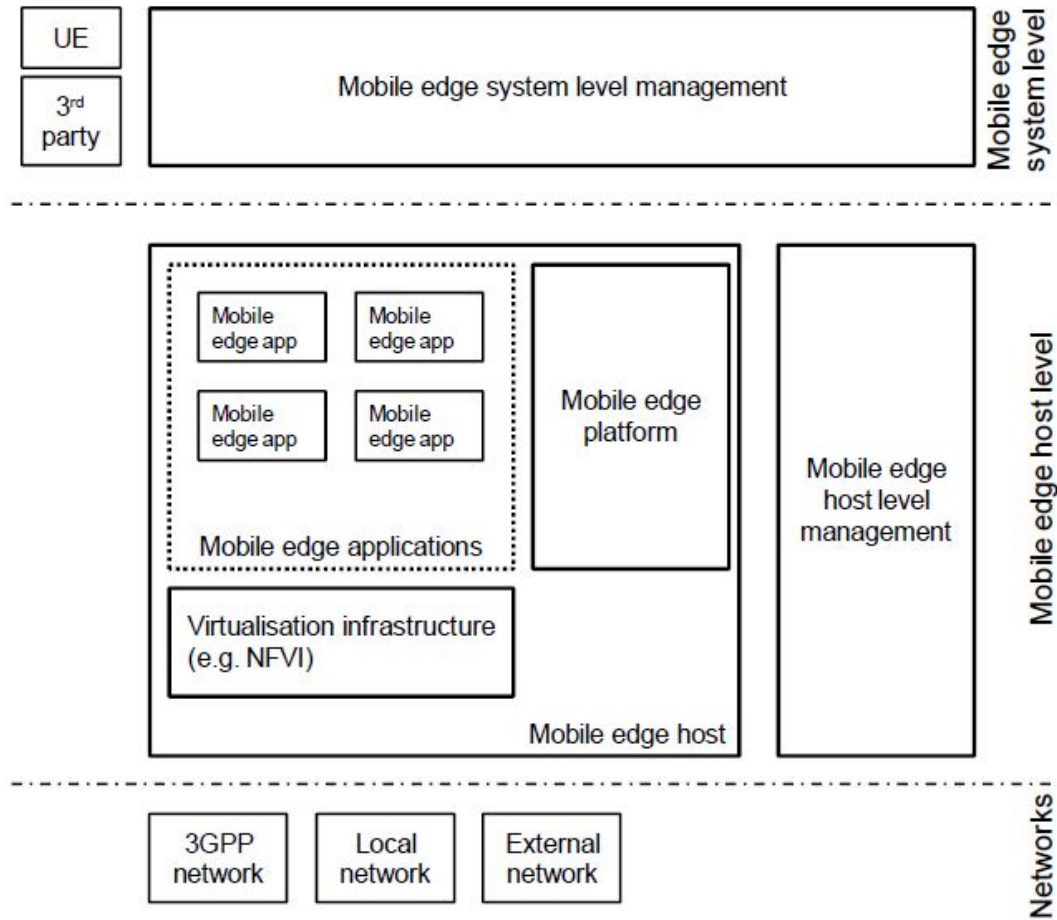 UE
3rd
party
Mobile edge system level management
Mobile edge
system level
Mobile
edge app
Mobile
edge app
Mobile
edge app
Mobile
edge app
Mobile edge applications
Mobile edge
platform
Virtualisation infrastructure
(e.g. NFVI)
Mobile edge host
Mobile edge
host level
management
Mobile edge host level
3GPP
network
Local
network
External
network
Networks